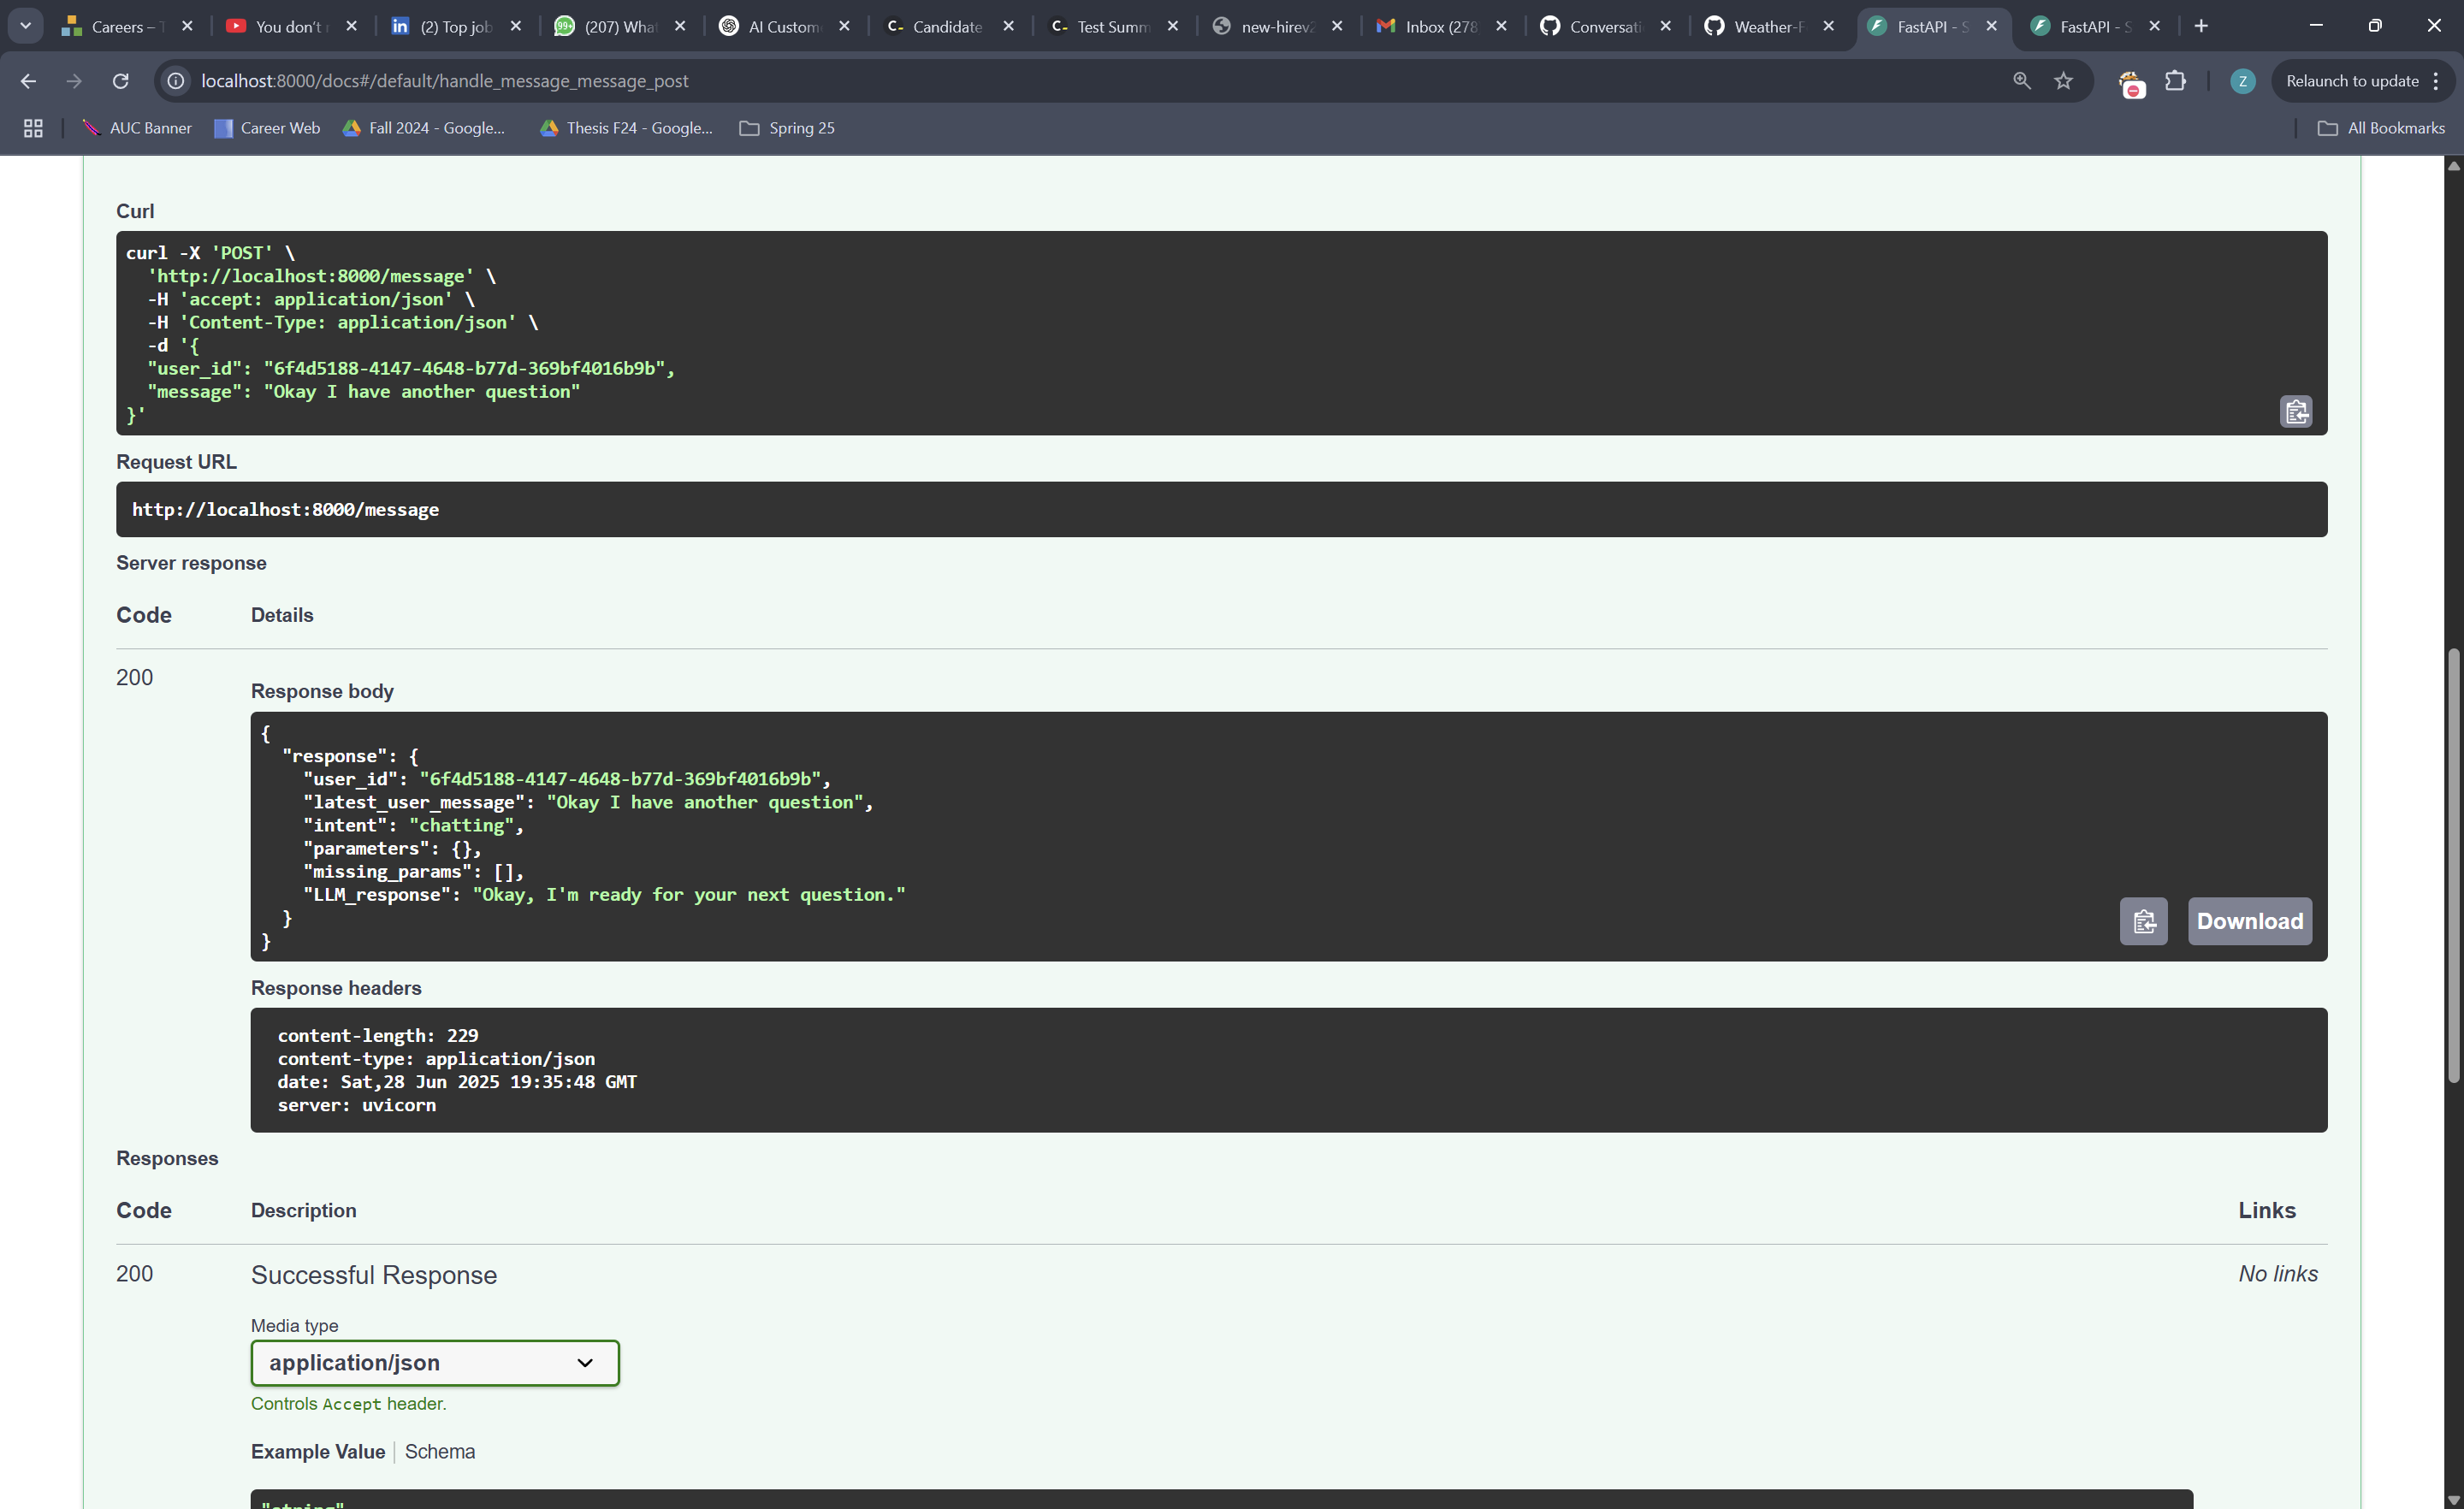 Careers – T
You don't r
(2) Top job
99+
(207) What
AI Custom
C-
Candidate
C-
Test Summ
new-hirev2
Inbox (278
Conversati
Weather-F
FastAPI - S
FastAPI - S
localhost:8000/docs#/default/handle_message_message_post
Z
Relaunch to update
AUC Banner
Career Web
Fall 2024 - Google...
Thesis F24 - Google...
Spring 25
All Bookmarks
Curl
curl -X 'POST' \
'http://localhost:8000/message' \
-H 'accept: application/json' \
-H 'Content-Type: application/json' \
-d '{
"user_id": "6f4d5188-4147-4648-b77d-369bf4016b9b",
"message": "Okay I have another question"
}'
Request URL
http://localhost:8000/message
Server response
Code Details
200
Response body
{
"response": {
"user_id": "6f4d5188-4147-4648-b77d-369bf4016b9b",
"latest_user_message": "Okay I have another question",
"intent": "chatting",
"parameters": {},
"missing_params": [],
"LLM_response": "Okay, I'm ready for your next question."
}
}
Download
Response headers
content-length: 229
content-type: application/json
date: Sat,28 Jun 2025 19:35:48 GMT
server: uvicorn
Responses
Code Description Links
200 Successful Response No links
Media type
application/json
Controls Accept header.
Example Value Schema
"string"